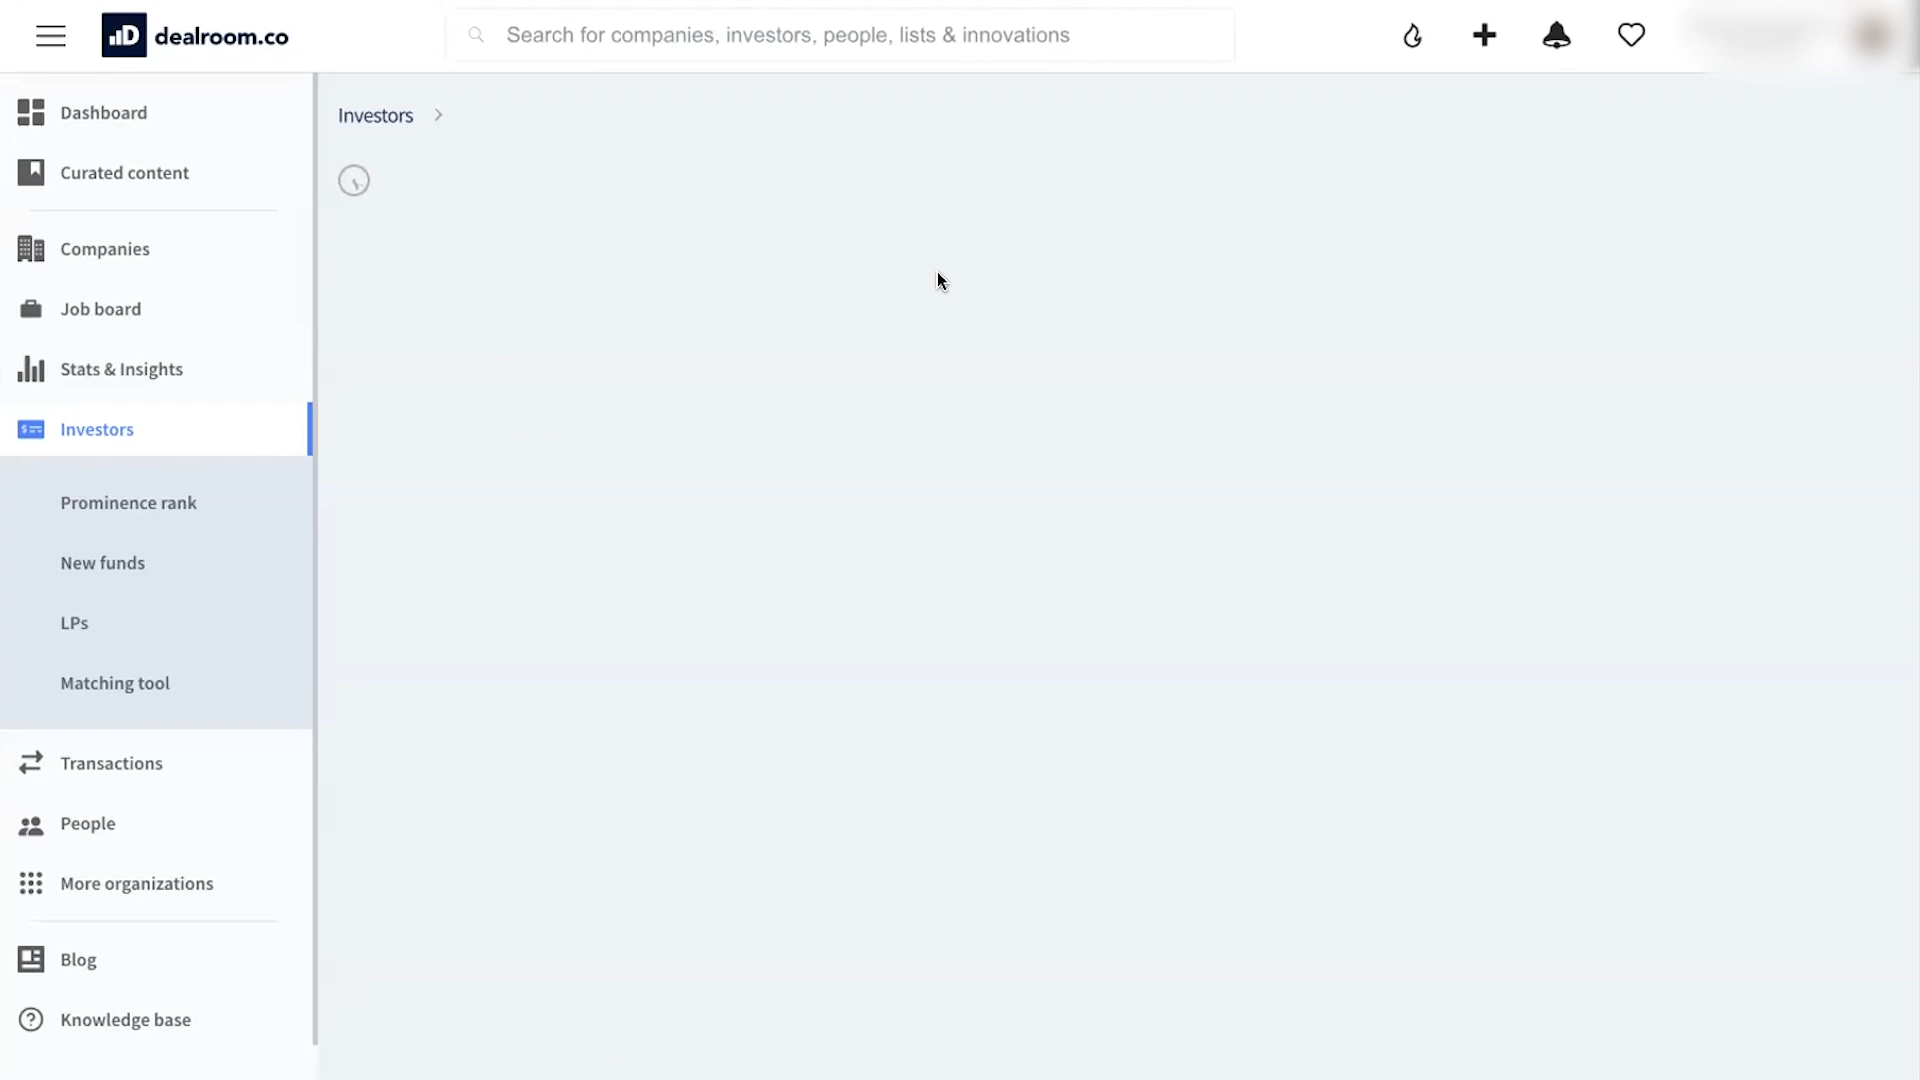 dealroom.co
Search for companies, investors, people, lists & innovations
Dashboard
Curated content
Companies
Job board
Stats & Insights
Investors
Prominence rank
New funds
LPs
Matching tool
Transactions
People
More organizations
Blog
Knowledge base
Investors